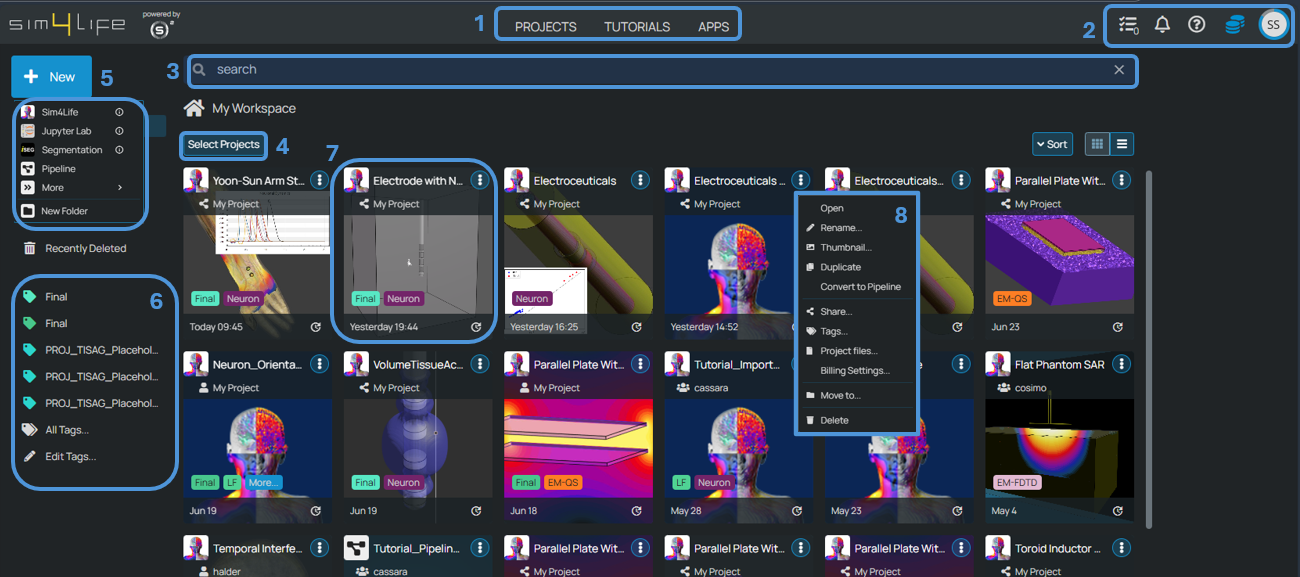 sim4life
powered by
s
1
PROJECTS TUTORIALS APPS
2
0
SS
New
5
3
search
My Workspace
Sim4Life
Jupyter Lab
iSEG Segmentation
Pipeline
More
New Folder
Recently Deleted
6
Final
Final
PROJ_TISAG_Placehol...
PROJ_TISAG_Placehol...
PROJ_TISAG_Placehol...
All Tags...
Edit Tags...
Select Projects
4
7
Sort
Yoon-Sun Arm St...
My Project
Final Neuron
Today 09:45
Electrode with N...
My Project
Final Neuron
Yesterday 19:44
Electroceuticals
My Project
Neuron
Yesterday 16:25
Electroceuticals ...
My Project
Yesterday 14:52
Electroceuticals...
Parallel Plate Wit...
My Project
EM-QS
Jun 23
8
Open
Rename...
Thumbnail...
Duplicate
Convert to Pipeline
Share...
Tags...
Project files...
Billing Settings...
Move to...
Delete
Neuron_Orienta...
My Project
Final LF More...
Jun 19
VolumeTissueAc...
My Project
Final Neuron
Jun 19
Parallel Plate Wit...
My Project
Final EM-QS
Jun 18
Tutorial_Import...
cassara
LF Neuron
May 28
May 23
Flat Phantom SAR
cosimo
EM-FDTD
May 4
Temporal Interfe...
halder
Tutorial_Pipelin...
cassara
Parallel Plate Wit...
My Project
Parallel Plate Wit...
My Project
Parallel Plate Wit...
My Project
Toroid Inductor ...
My Project